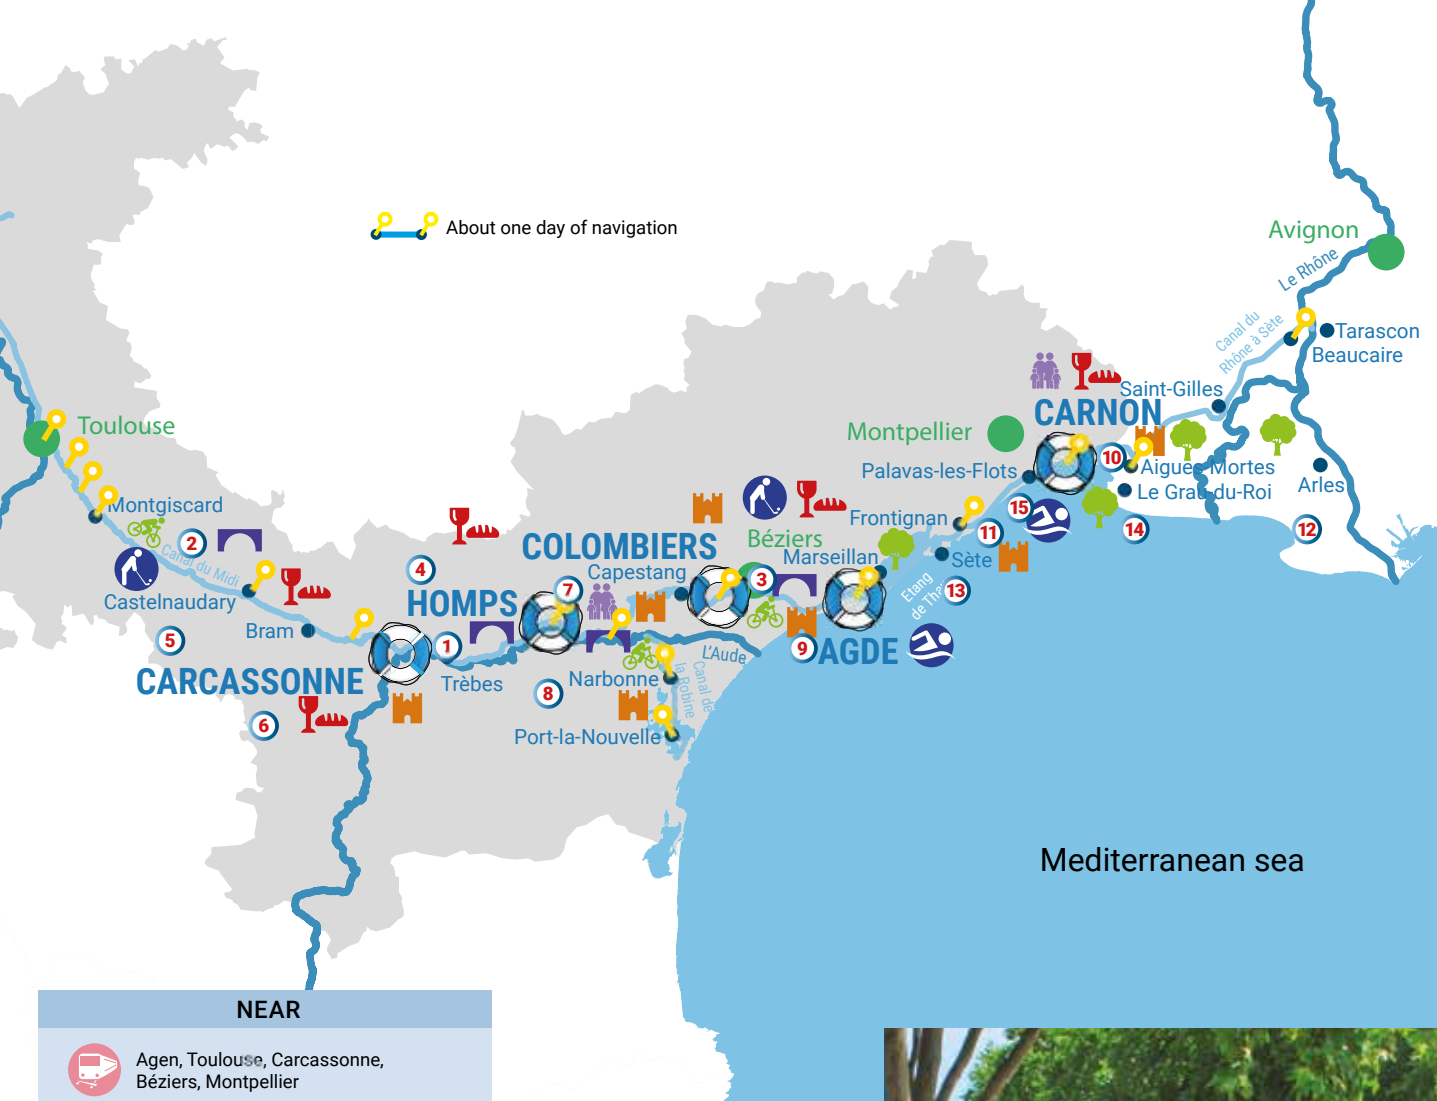 About one day of navigation
Avignon
Le Rhône
Canal du
Rhône à Sète
Tarascon
Beaucaire
Saint-Gilles
CARNON
Toulouse
Montpellier
Palavas-les-Flots
10
Aigues-Mortes
Le Grau-du-Roi
Arles
Montgiscard
15
14
12
Frontignan
11
2
Canal du Midi
COLOMBIERS
Béziers
Marseillan
Sète
4
Capestang
3
Etang
de Tha
13
Castelnaudary
HOMPS
7
Bram
5
1
9
AGDE
L'Aude
CARCASSONNE
Trèbes
8
Narbonne
Canal de
la Robine
6
Port-la-Nouvelle
Mediterranean sea
NEAR
Agen, Toulouse, Carcassonne,
Béziers, Montpellier